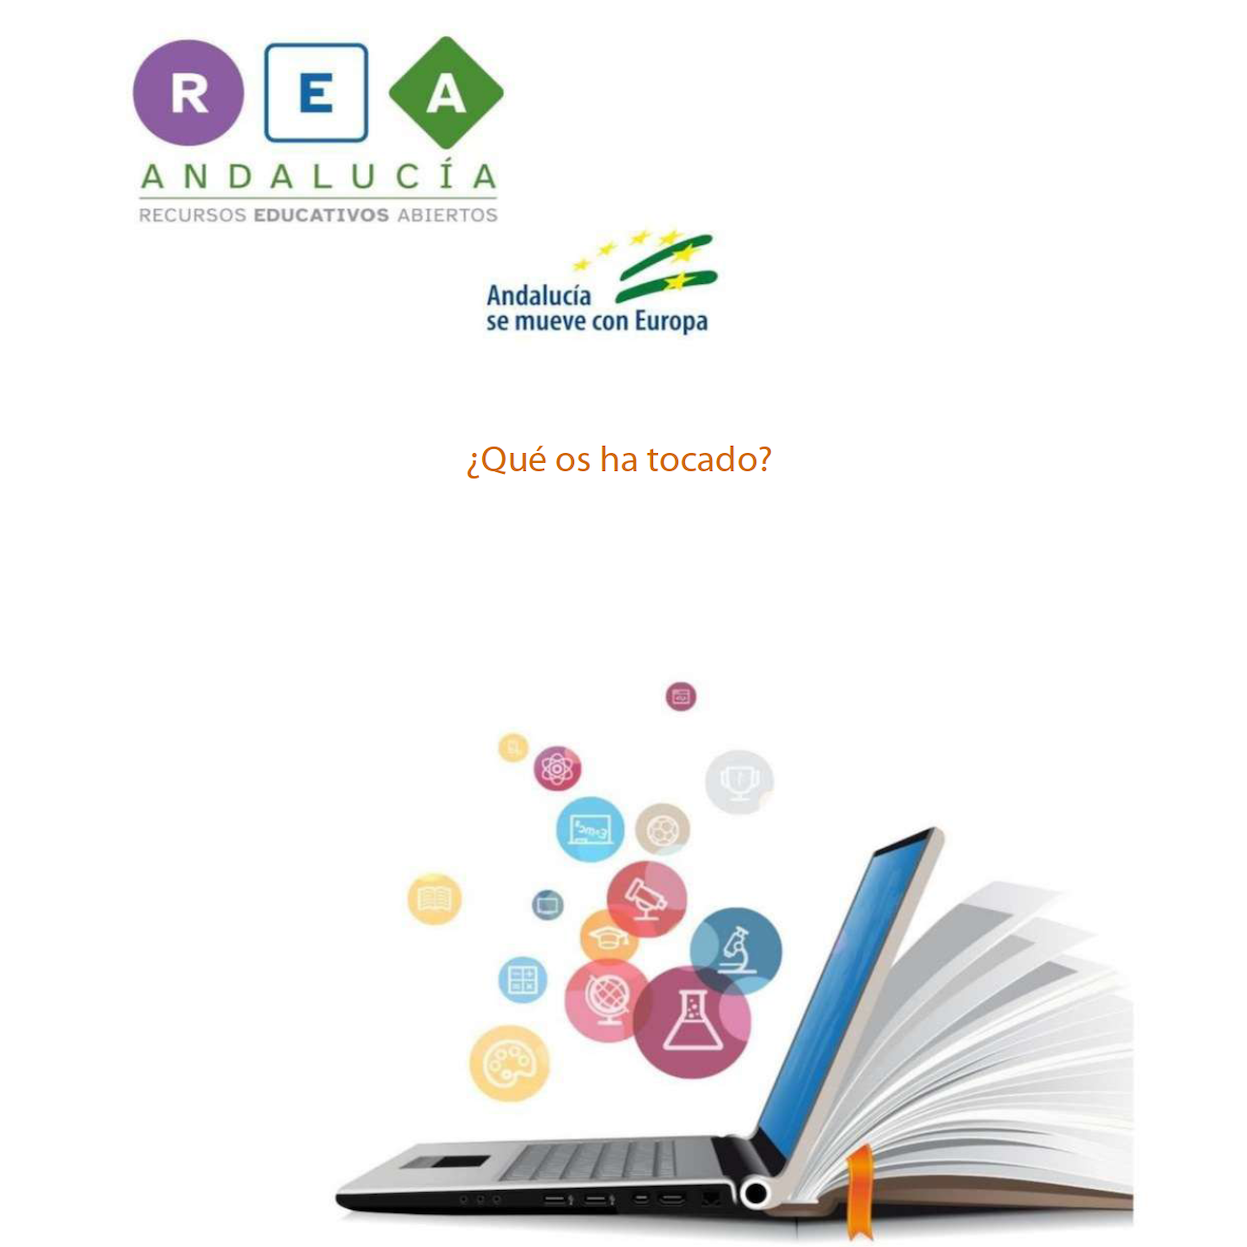 R E A
ANDALUCÍA
RECURSOS EDUCATIVOS ABIERTOS
Andalucía
se mueve con Europa
¿Qué os ha tocado?